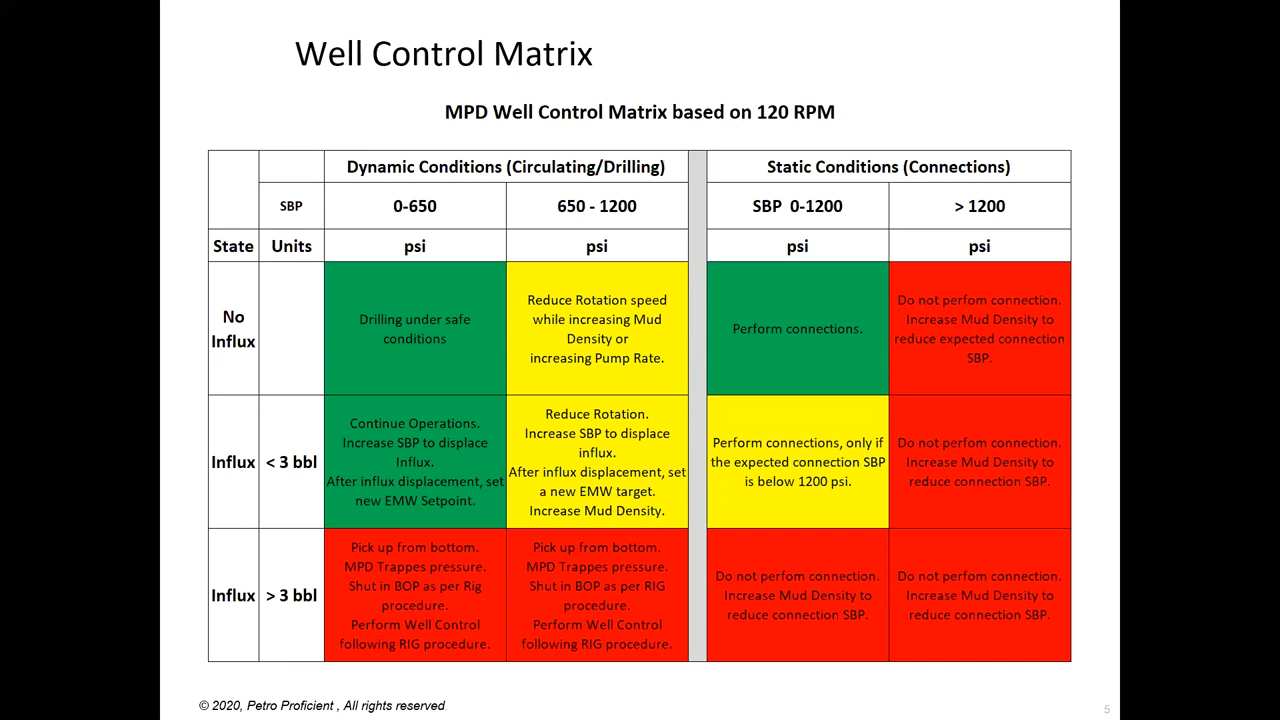 Well Control Matrix
MPD Well Control Matrix based on 120 RPM
Dynamic Conditions (Circulating/Drilling)
Static Conditions (Connections)
SBP
0-650
650 - 1200
SBP 0-1200
> 1200
State
Units
psi
psi
psi
psi
No
Influx
Drilling under safe
conditions
Reduce Rotation speed
while increasing Mud
Density or
increasing Pump Rate.
Perform connections.
Do not perfom connection.
Increase Mud Density to
reduce expected connection
SBP.
Influx
< 3 bbl
Continue Operations.
Increase SBP to displace
Influx.
After influx displacement, set
new EMW Setpoint.
Reduce Rotation.
Increase SBP to displace
influx.
After influx displacement, set
a new EMW target.
Increase Mud Density.
Perform connections, only if
the expected connection SBP
is below 1200 psi.
Do not perfom connection.
Increase Mud Density to
reduce connection SBP.
Influx
> 3 bbl
Pick up from bottom.
MPD Trappes pressure.
Shut in BOP as per Rig
procedure.
Perform Well Control
following RIG procedure.
Pick up from bottom.
MPD Trappes pressure.
Shut in BOP as per RIG
procedure.
Perform Well Control
following RIG procedure.
Do not perfom connection.
Increase Mud Density to
reduce connection SBP.
Do not perfom connection.
Increase Mud Density to
reduce connection SBP.
© 2020, Petro Proficient , All rights reserved
5